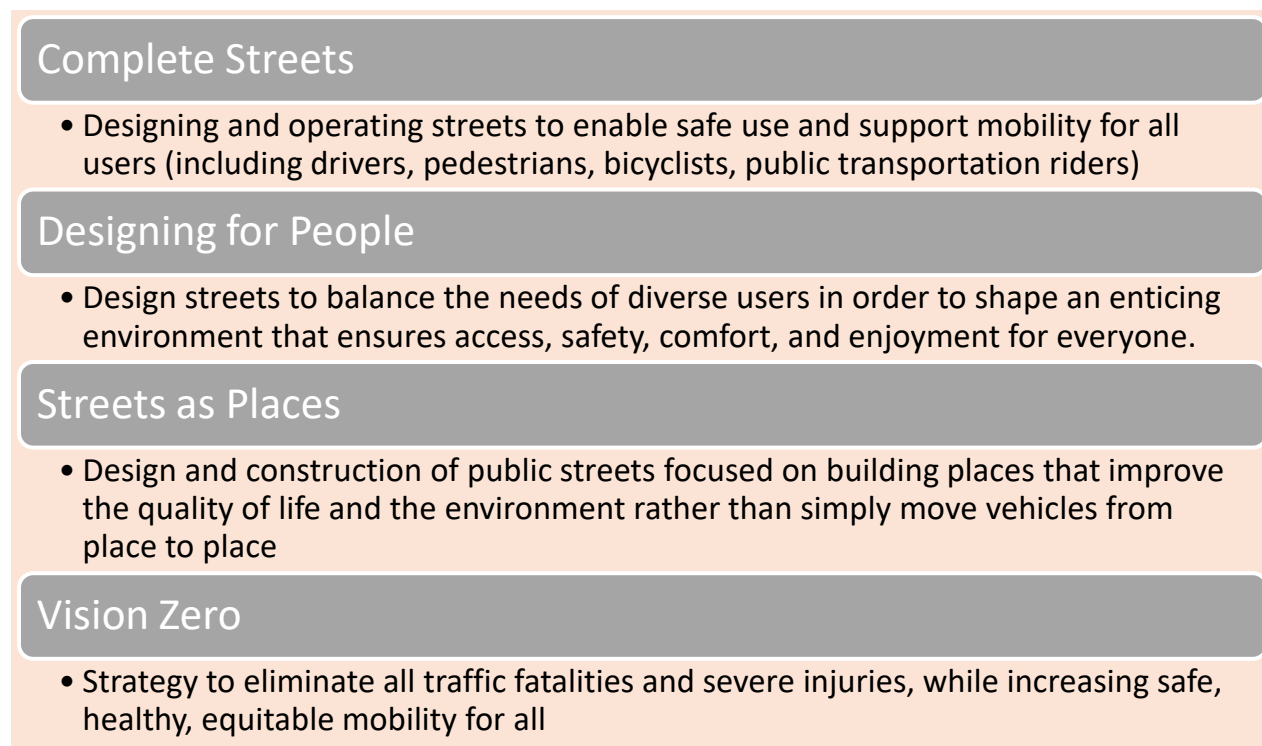 Complete Streets
• Designing and operating streets to enable safe use and support mobility for all
users (including drivers, pedestrians, bicyclists, public transportation riders)
Designing for People
• Design streets to balance the needs of diverse users in order to shape an enticing
environment that ensures access, safety, comfort, and enjoyment for everyone.
Streets as Places
• Design and construction of public streets focused on building places that improve
the quality of life and the environment rather than simply move vehicles from
place to place
Vision Zero
• Strategy to eliminate all traffic fatalities and severe injuries, while increasing safe,
healthy, equitable mobility for all